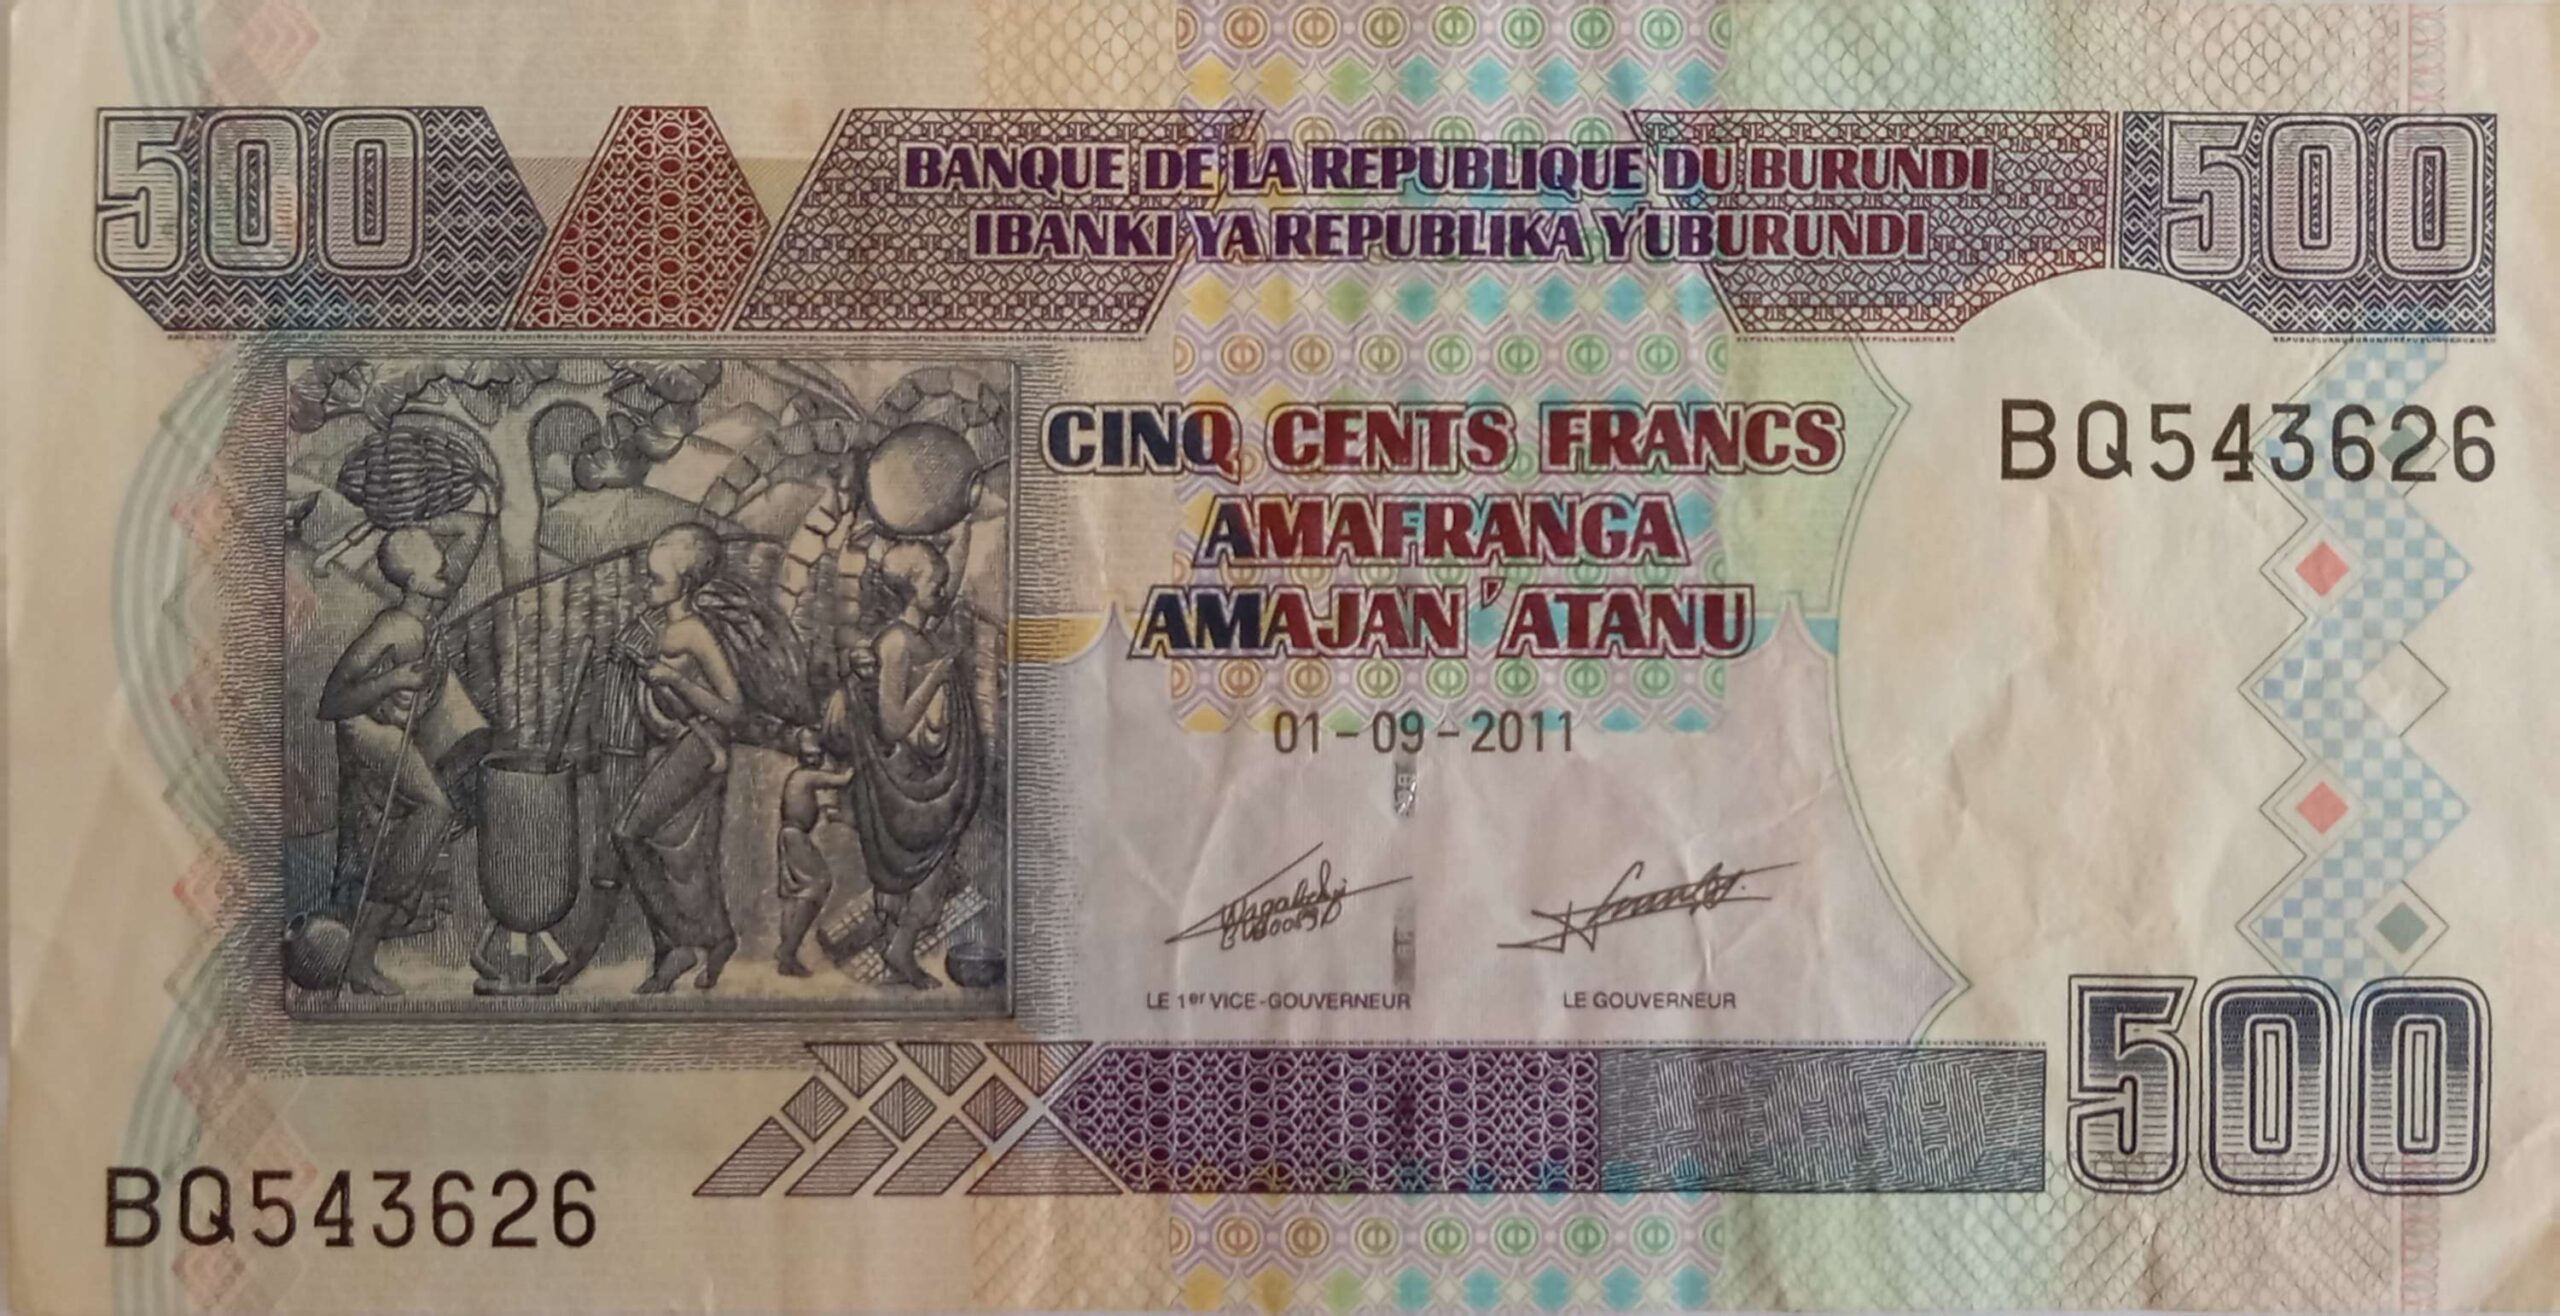 500
500
BANQUE DE LA REPUBLIQUE DU BURUNDI
IBANKI YA REPUBLIKA Y'UBURUNDI
BQ543626
CINQ CENTS FRANCS
AMAFRANGA
AMAJAN'ATANU
01-09-2011
LE 1er VICE-GOUVERNEUR
LE GOUVERNEUR
500
BQ543626